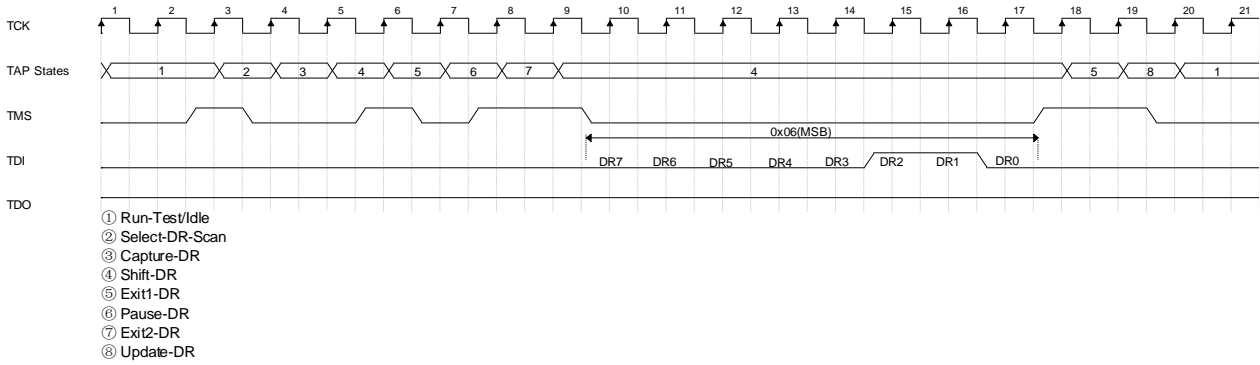 1 2 3 4 5 6 7 8 9 10 11 12 13 14 15 16 17 18 19 20 21
TCK
TAP States 1 2 3 4 5 6 7 4 5 8 1
TMS
0x06(MSB)
TDI DR7 DR6 DR5 DR4 DR3 DR2 DR1 DR0
TDO
① Run-Test/Idle
② Select-DR-Scan
③ Capture-DR
④ Shift-DR
⑤ Exit1-DR
⑥ Pause-DR
⑦ Exit2-DR
⑧ Update-DR